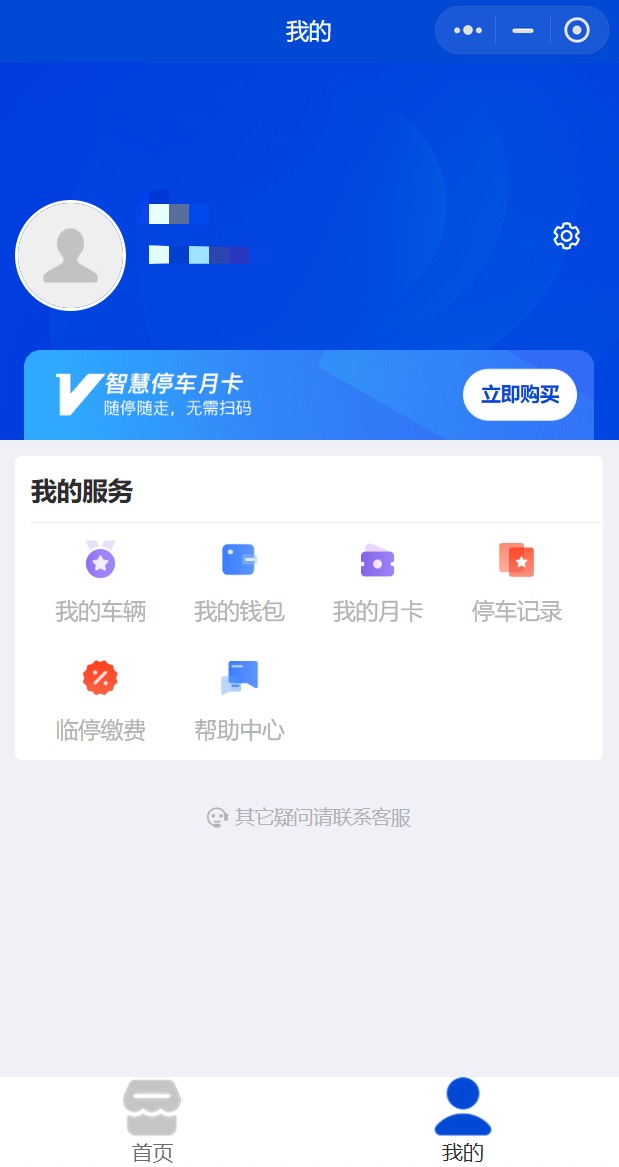 我的
智慧停车月卡
随停随走，无需扫码
立即购买
我的服务
我的车辆 我的钱包 我的月卡 停车记录
临停缴费 帮助中心
其它疑问请联系客服
首页 我的